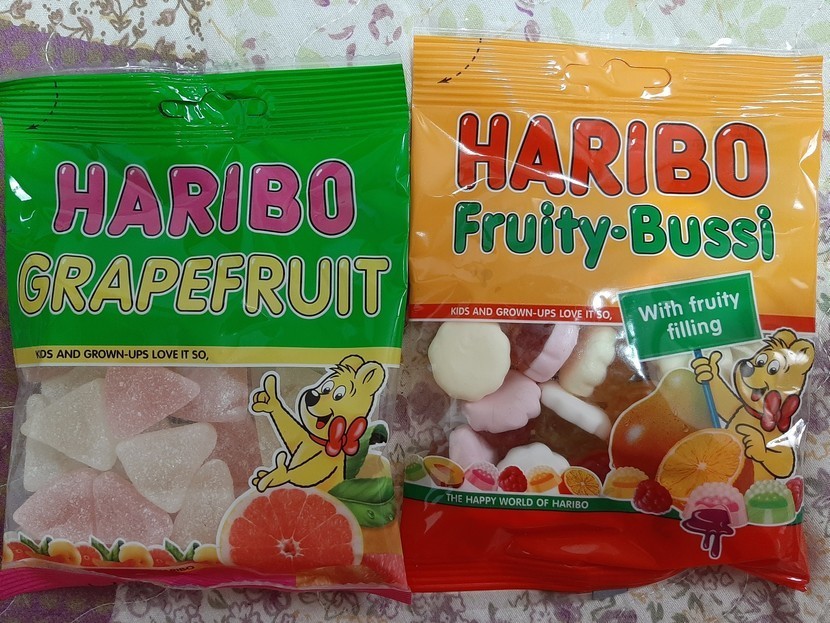 HARIBO
GRAPEFRUIT
KIDS AND GROWN-UPS LOVE IT SO,
HARIBO
Fruity•Bussi
KIDS AND GROWN-UPS LOVE IT SO,
With fruity
filling
THE HAPPY WORLD OF HARIBO